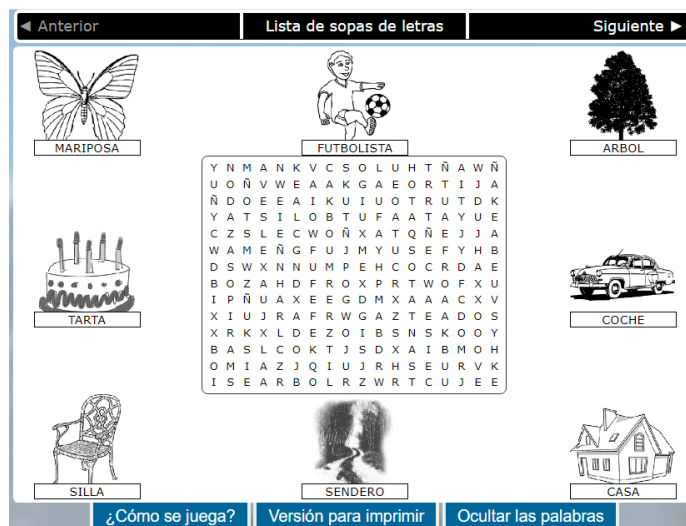 ◄ Anterior
Lista de sopas de letras
Siguiente ►
MARIPOSA
FUTBOLISTA
ARBOL
Y N M A N K V C S O L U H T Ñ A W Ñ
U O Ñ V W E A A K G A E O R T I J A
Ñ D O E E A I K U I U O T R U T D K
Y A T S I L O B T U F A A T A Y U E
C Z S L E C W O Ñ X A T Q Ñ E J J A
W A M E Ñ G F U J M Y U S E F Y H B
D S W X N N U M P E H C O C R D A E
B O Z A H D F R O X P R T W O F X U
I P Ñ U A X E E G D M X A A A C X V
X I U J R A F R W G A Z T E A D O S
X R K X L D E Z O I B S N S K O O Y
B A S L C O K T J S D X A I B M O H
O M I A Z J Q I U J R H S E U R V K
I S E A R B O L R Z W R T C U J E E
TARTA
COCHE
SILLA
SENDERO
CASA
¿Cómo se juega?
Versión para imprimir
Ocultar las palabras